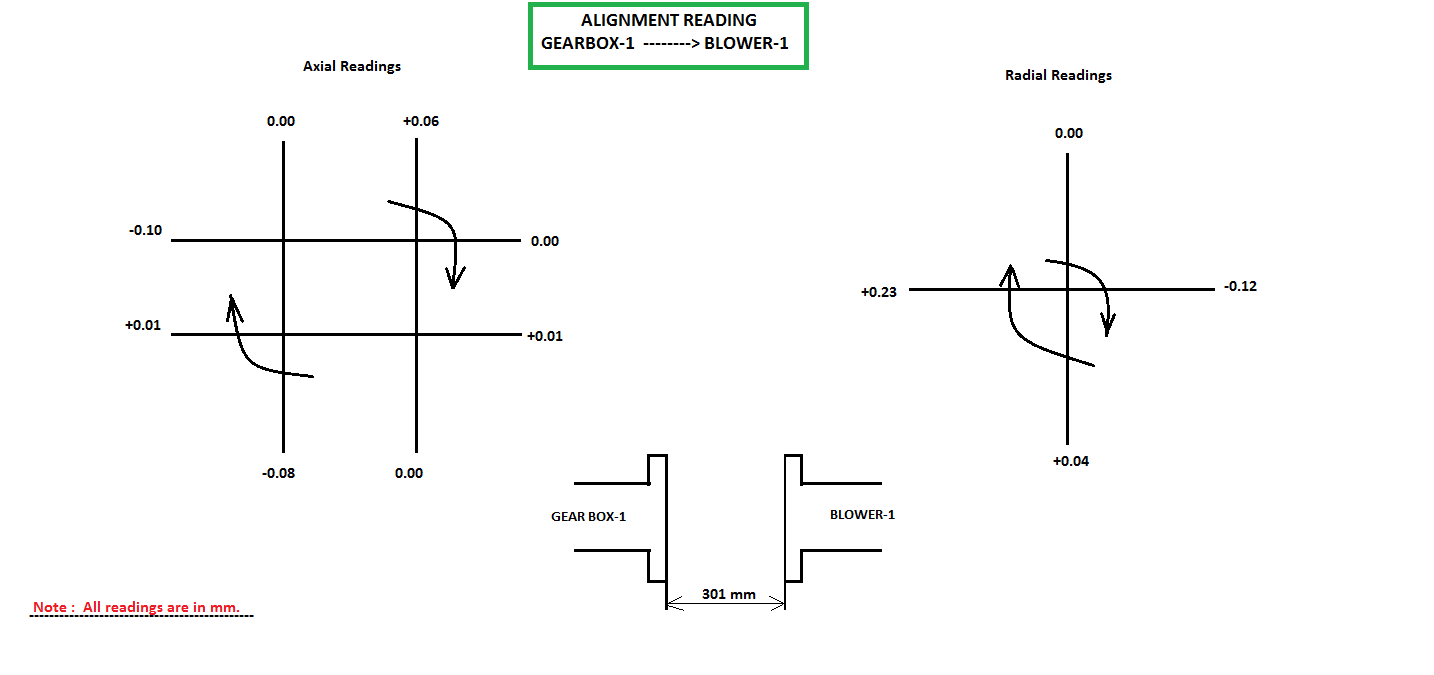 ALIGNMENT READING
GEARBOX-1 --------> BLOWER-1
Axial Readings
Radial Readings
0.00
+0.06
0.00
-0.10
0.00
+0.01
+0.01
-0.08
0.00
+0.23
-0.12
+0.04
GEAR BOX-1
BLOWER-1
301 mm
Note : All readings are in mm.